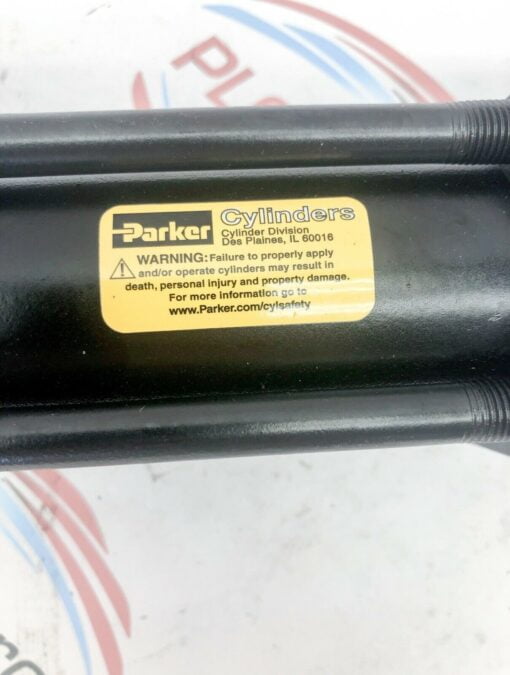 PLC
Parker
Cylinders
Cylinder Division
Des Plaines, IL 60016
WARNING: Failure to properly apply
and/or operate cylinders may result in
death, personal injury and property damage.
For more information go to
www.Parker.com/cylsafety